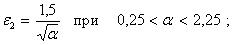 ε₂ = 1,5/√α при 0,25 < α < 2,25 ;